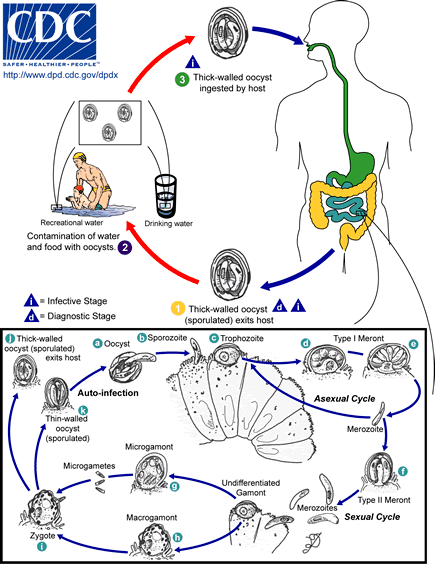 CDC
SAFER • HEALTHIER • PEOPLE™
http://www.dpd.cdc.gov/dpdx
3 Thick-walled oocyst
ingested by host
i
Recreational water
Drinking water
Contamination of water
and food with oocysts. 2
1 Thick-walled oocyst
(sporulated) exits host
d i
i = Infective Stage
d = Diagnostic Stage
j Thick-walled
oocyst (sporulated)
exits host
a Oocyst
b Sporozoite
c Trophozoite
Type I Meront
d
e
Auto-infection
k
Thin-walled
oocyst
(sporulated)
Asexual Cycle
Merozoite
f
Type II Meront
Microgamont
Microgametes
g
Undifferentiated
Gamont
Merozoites
Sexual Cycle
Macrogamont
h
Zygote
i